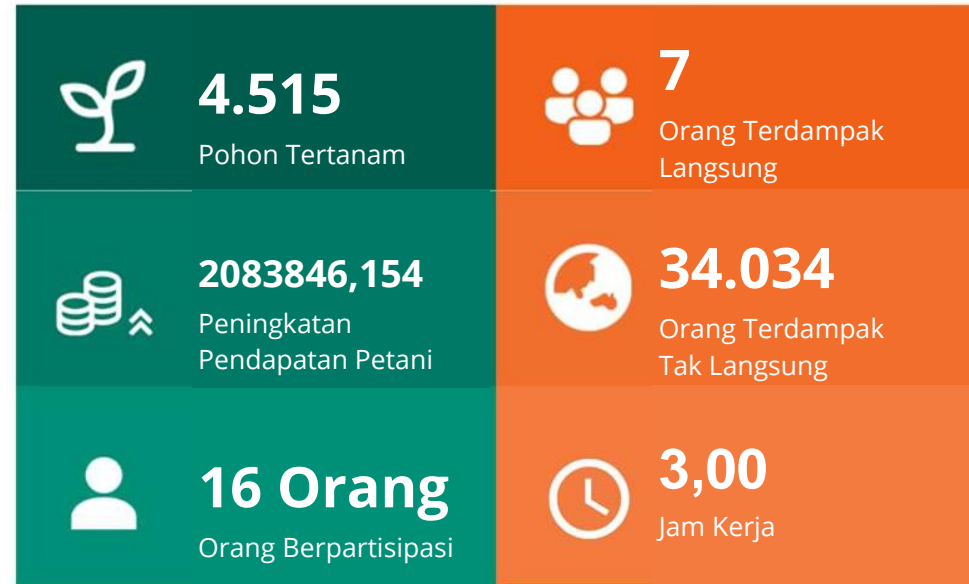 4.515
Pohon Tertanam
7
Orang Terdampak
Langsung
2083846,154
Peningkatan
Pendapatan Petani
34.034
Orang Terdampak
Tak Langsung
16 Orang
Orang Berpartisipasi
3,00
Jam Kerja